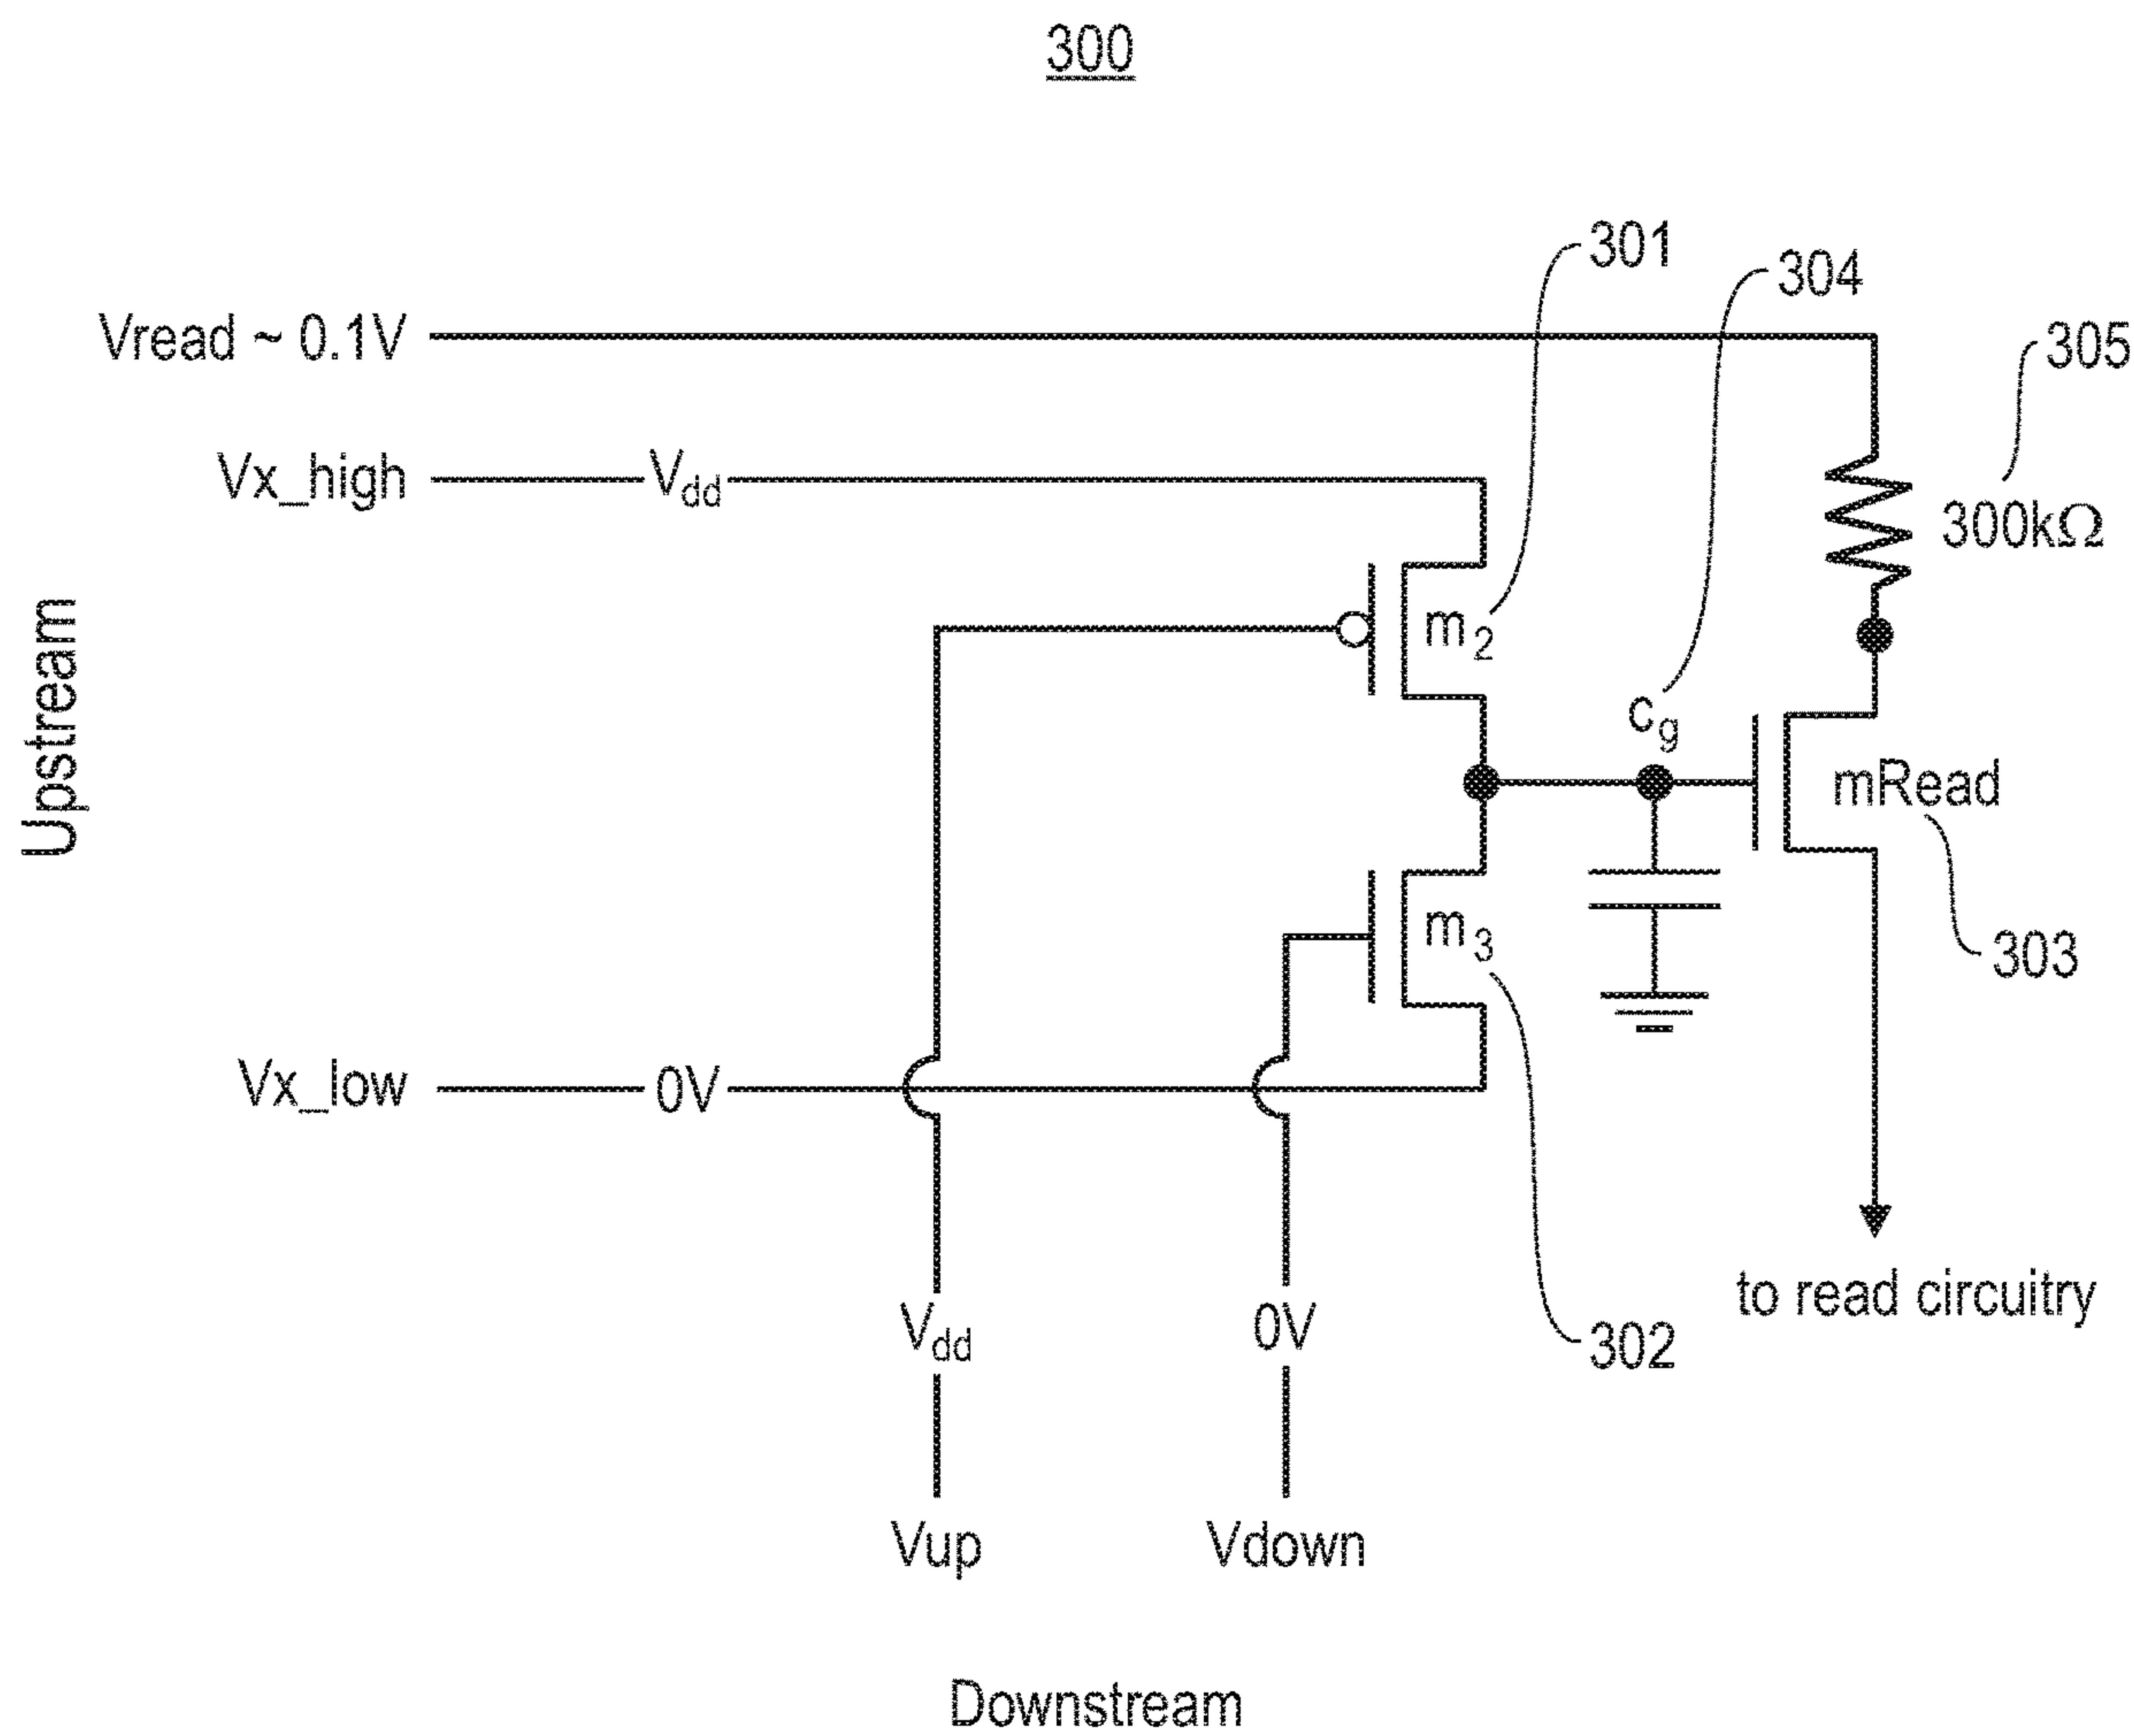 300
301
304
Vread ~ 0.1V
305
Vx_high
Vdd
300kΩ
Upstream
m2
cg
mRead
m3
303
Vx_low
0V
to read circuitry
Vdd
0V
302
Vup
Vdown
Downstream